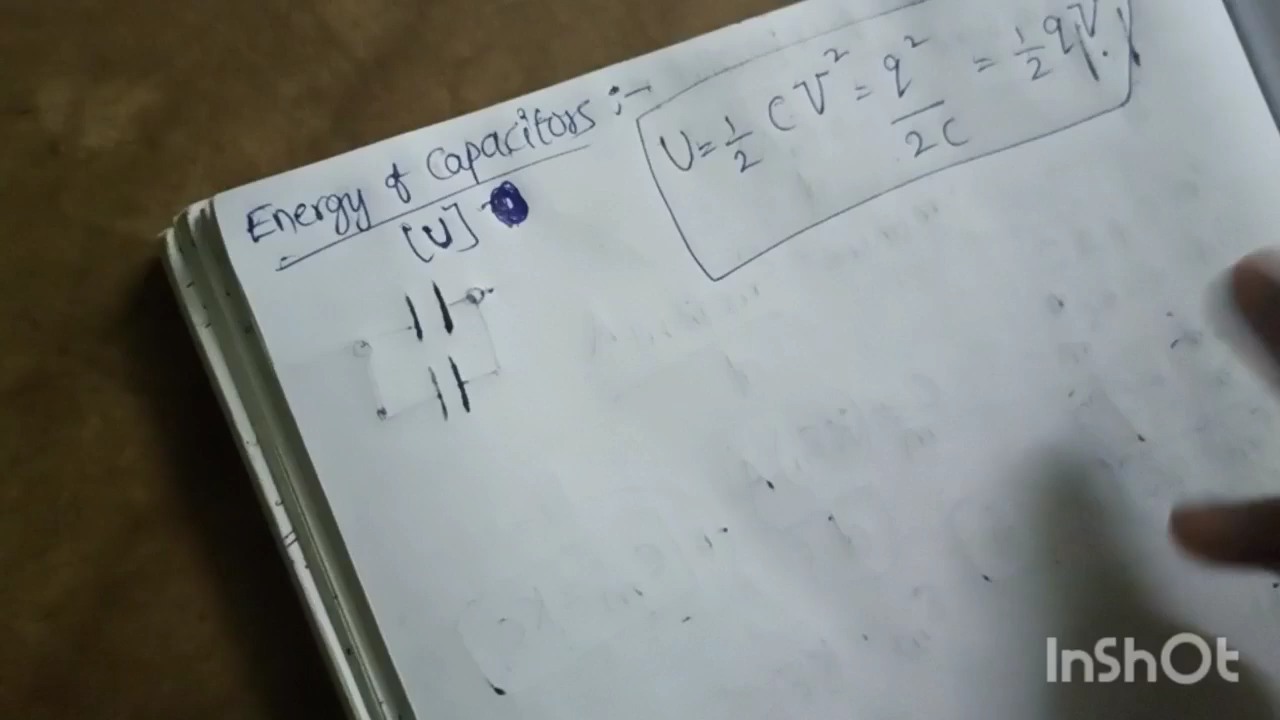 Energy of Capacitors :-
[U]
U = 1/2 CV² = q²/2C = 1/2 qV.
InShOt